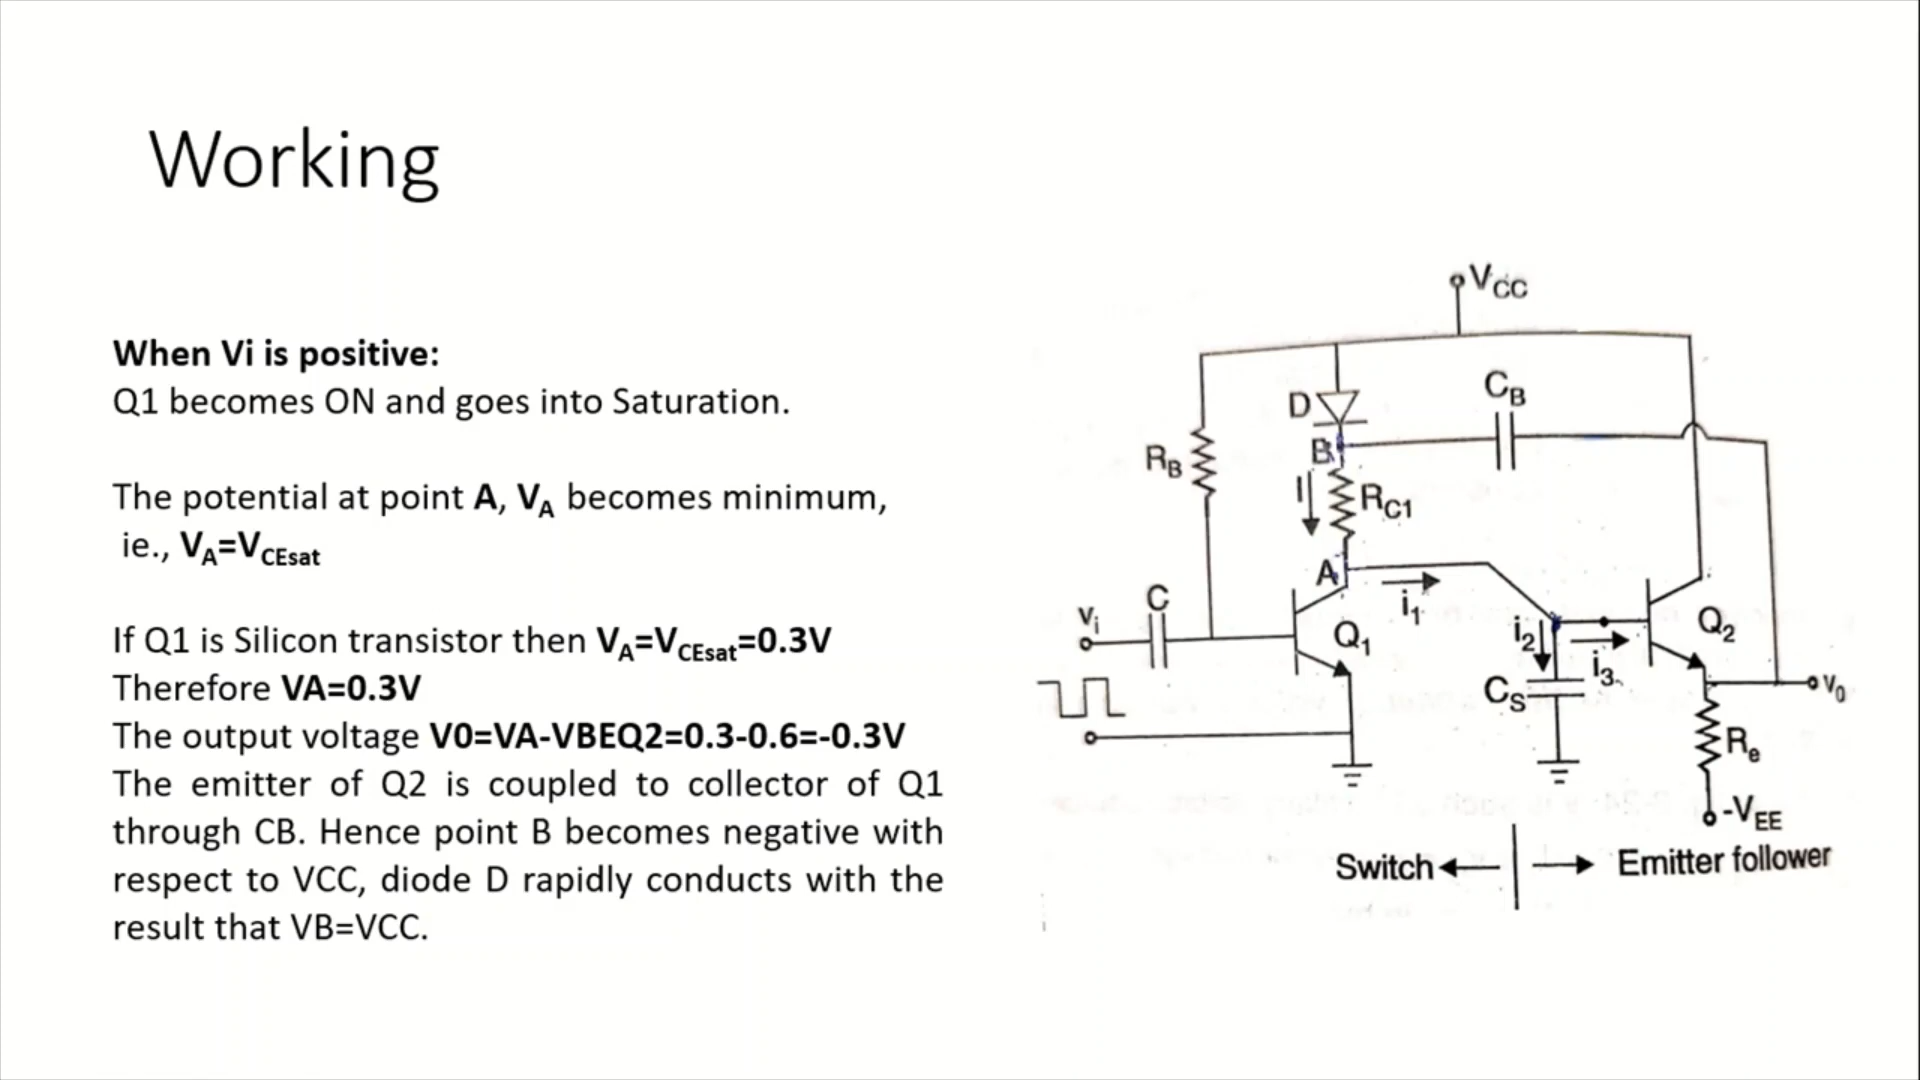 Working
When Vi is positive:
Q1 becomes ON and goes into Saturation.
The potential at point A, VA becomes minimum,
ie., VA=VCEsat
If Q1 is Silicon transistor then VA=VCEsat=0.3V
Therefore VA=0.3V
The output voltage V0=VA-VBEQ2=0.3-0.6=-0.3V
The emitter of Q2 is coupled to collector of Q1
through CB. Hence point B becomes negative with
respect to VCC, diode D rapidly conducts with the
result that VB=VCC.
VCC
CB
D
B
RB
I
RC1
A
C
i1
vi
Q1
i2
Q2
i3
CS
v0
Re
-VEE
Switch
Emitter follower